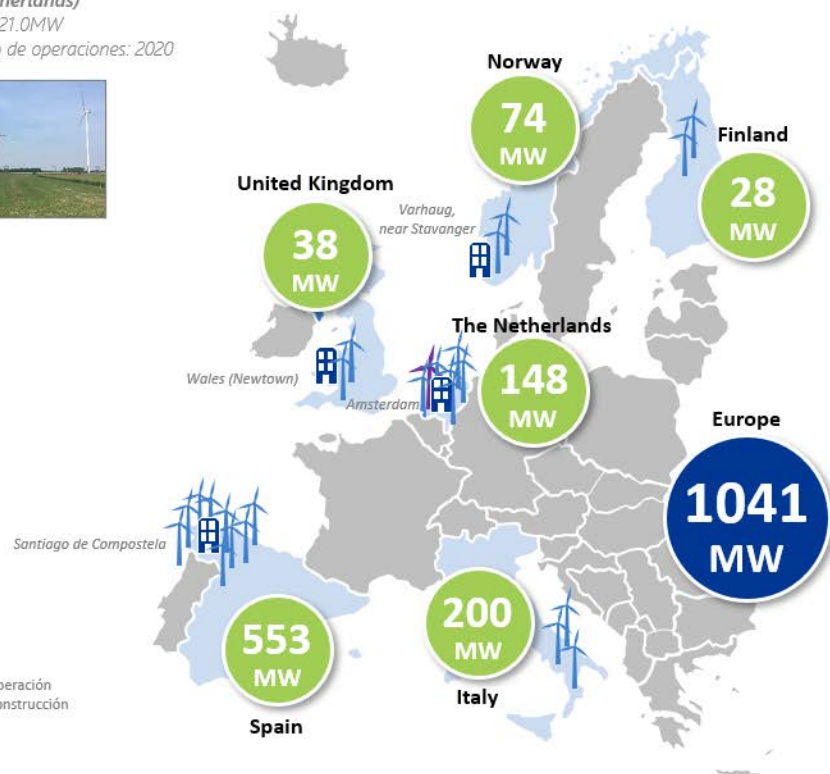 21.0MW
de operaciones: 2020
Norway
74
MW
Finland
28
MW
United Kingdom
38
MW
Varhaug,
near Stavanger
The Netherlands
148
MW
Wales (Newtown)
Amsterdam
Europe
1041
MW
Santiago de Compostela
553
MW
Spain
200
MW
Italy